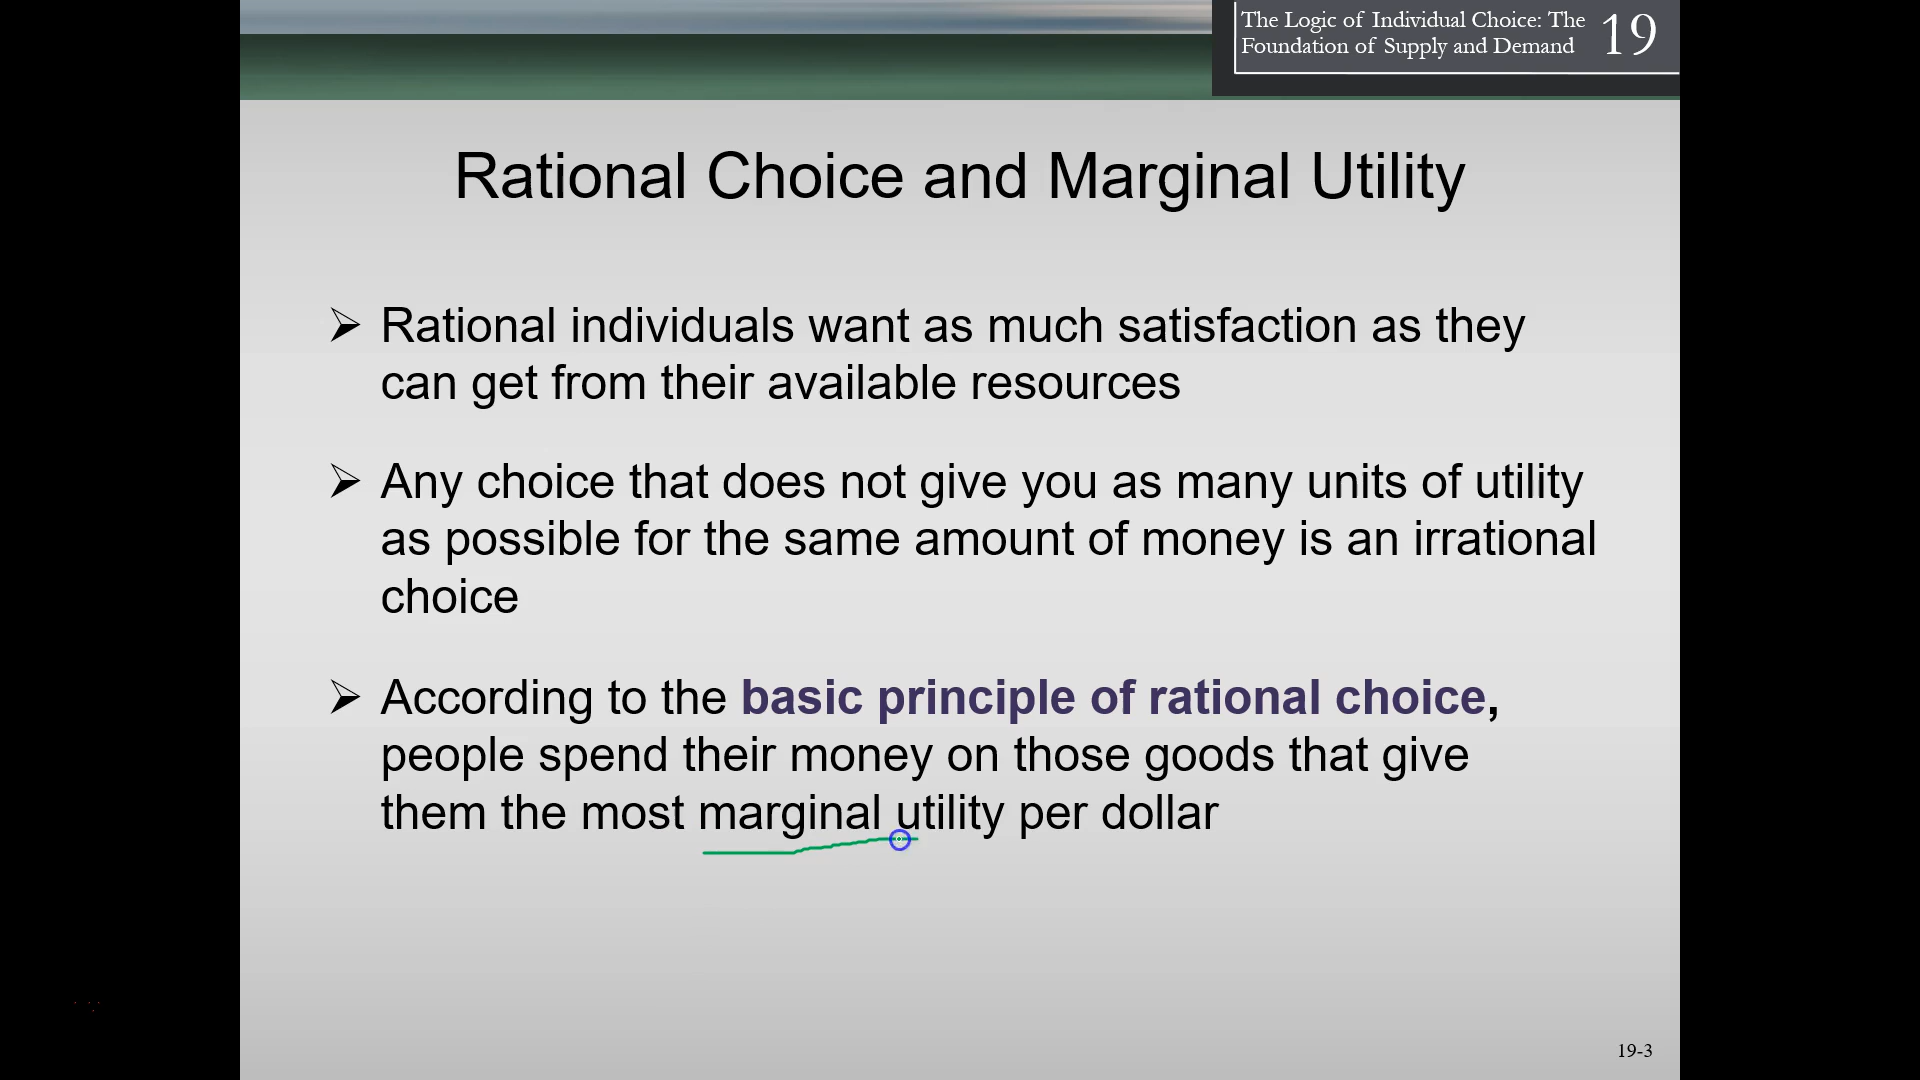 The Logic of Individual Choice: The
Foundation of Supply and Demand
19
Rational Choice and Marginal Utility
➢ Rational individuals want as much satisfaction as they
can get from their available resources
➢ Any choice that does not give you as many units of utility
as possible for the same amount of money is an irrational
choice
➢ According to the basic principle of rational choice,
people spend their money on those goods that give
them the most marginal utility per dollar
19-3